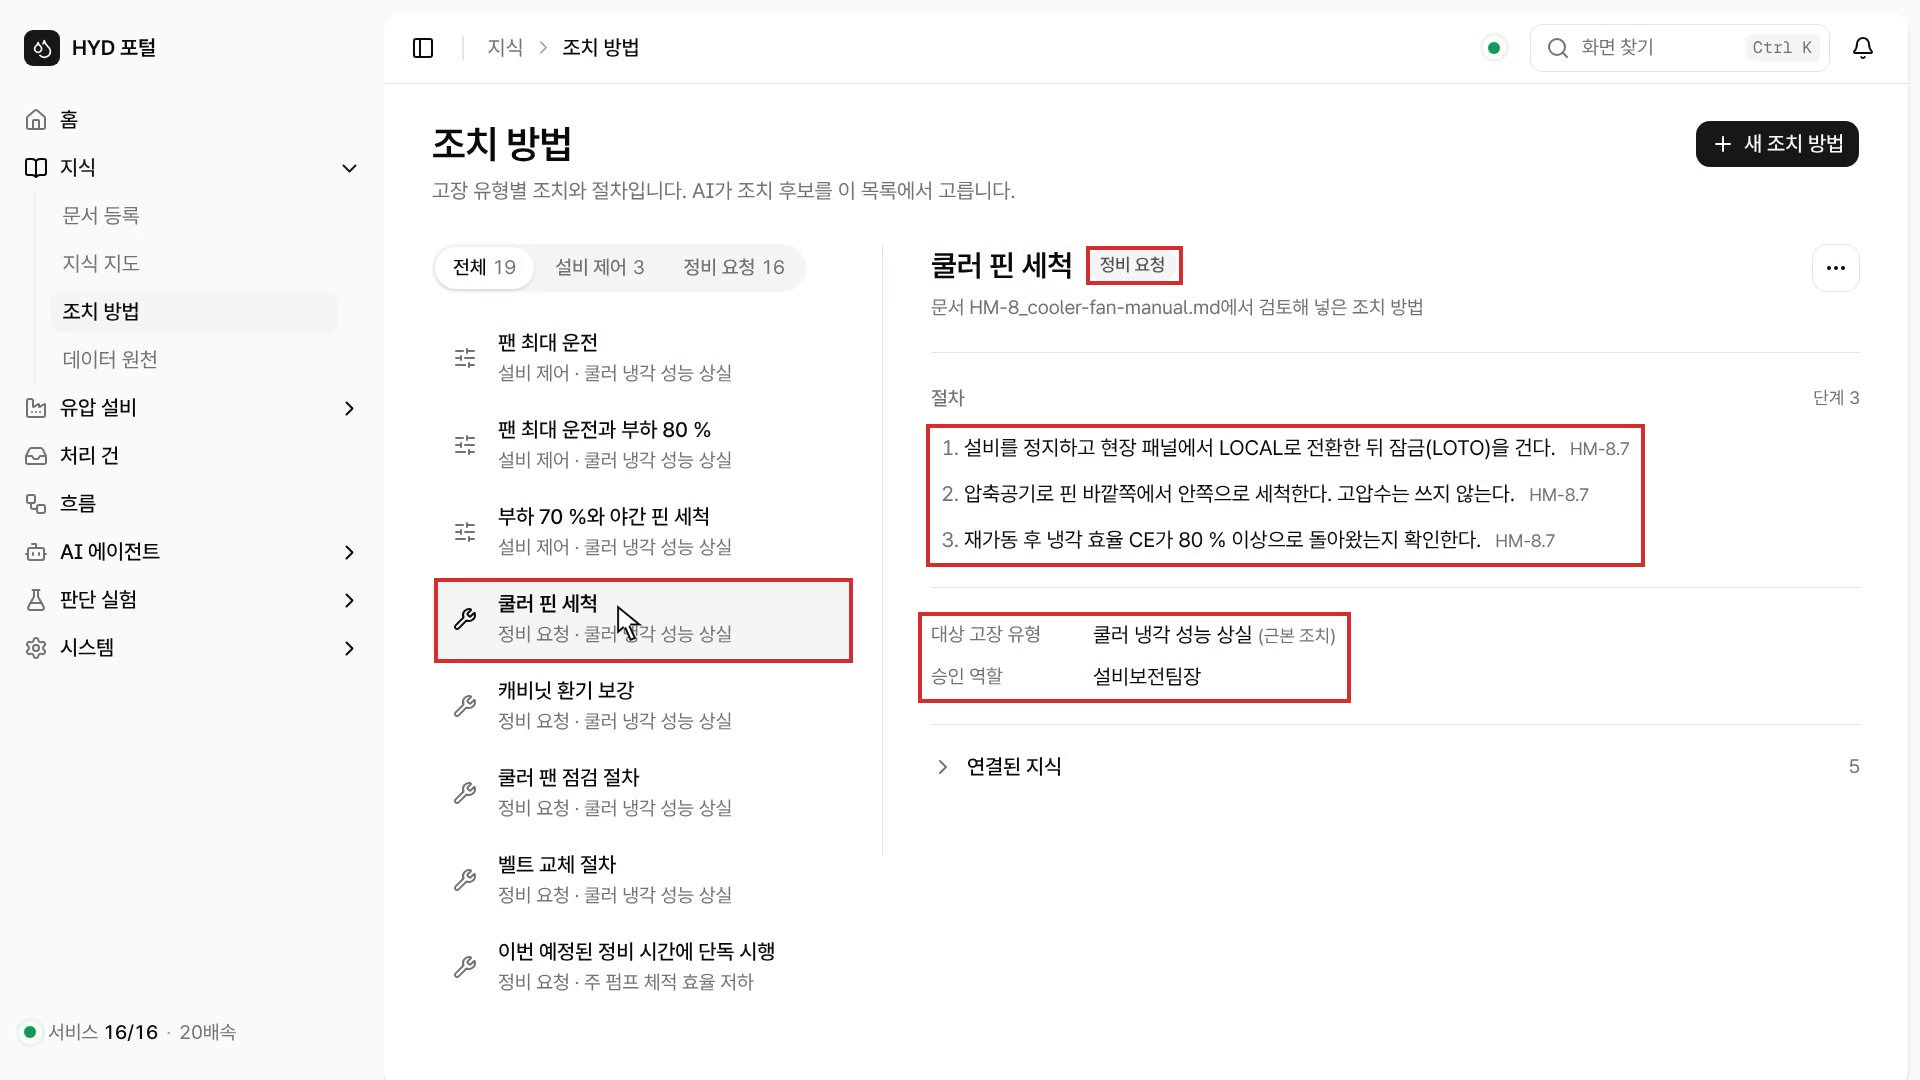 HYD 포털
홈
지식
문서 등록
지식 지도
조치 방법
데이터 원천
유압 설비
처리 건
흐름
AI 에이전트
판단 실험
시스템
서비스 16/16 · 20배속
지식 > 조치 방법
화면 찾기 Ctrl K
조치 방법
+ 새 조치 방법
고장 유형별 조치와 절차입니다. AI가 조치 후보를 이 목록에서 고릅니다.
전체 19 설비 제어 3 정비 요청 16
팬 최대 운전
설비 제어 · 쿨러 냉각 성능 상실
팬 최대 운전과 부하 80 %
설비 제어 · 쿨러 냉각 성능 상실
부하 70 %와 야간 핀 세척
설비 제어 · 쿨러 냉각 성능 상실
쿨러 핀 세척
정비 요청 · 쿨러 냉각 성능 상실
캐비닛 환기 보강
정비 요청 · 쿨러 냉각 성능 상실
쿨러 팬 점검 절차
정비 요청 · 쿨러 냉각 성능 상실
벨트 교체 절차
정비 요청 · 쿨러 냉각 성능 상실
이번 예정된 정비 시간에 단독 시행
정비 요청 · 주 펌프 체적 효율 저하
쿨러 핀 세척 정비 요청
문서 HM-8_cooler-fan-manual.md에서 검토해 넣은 조치 방법
절차 단계 3
1. 설비를 정지하고 현장 패널에서 LOCAL로 전환한 뒤 잠금(LOTO)을 건다. HM-8.7
2. 압축공기로 핀 바깥쪽에서 안쪽으로 세척한다. 고압수는 쓰지 않는다. HM-8.7
3. 재가동 후 냉각 효율 CE가 80 % 이상으로 돌아왔는지 확인한다. HM-8.7
대상 고장 유형 쿨러 냉각 성능 상실 (근본 조치)
승인 역할 설비보전팀장
연결된 지식 5